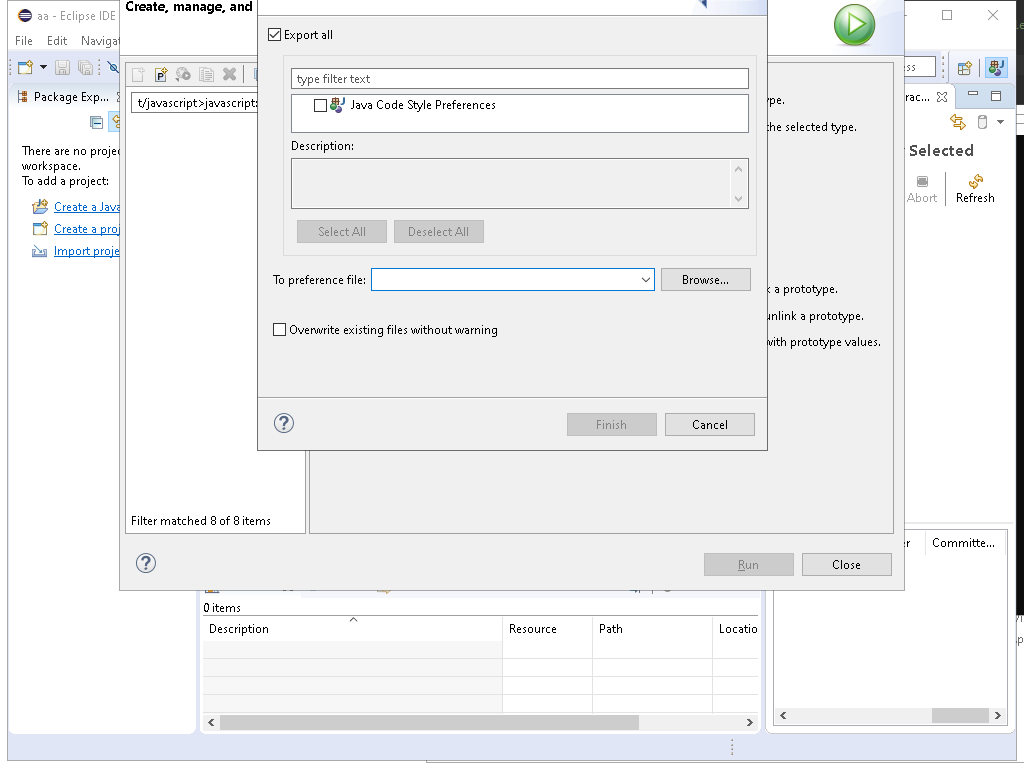 aa - Eclipse IDE
Create, manage, and
File Edit Navigat
Export all
type filter text
Java Code Style Preferences
Description:
Select All Deselect All
To preference file: Browse...
Overwrite existing files without warning
Finish Cancel
t/javascript>javascript:
Filter matched 8 of 8 items
ype.
the selected type.
k a prototype.
unlink a prototype.
with prototype values.
Run Close
Package Exp...
There are no projec
workspace.
To add a project:
Create a Java
Create a proj
Import proje
ess
rac...
Selected
Abort Refresh
er Committe...
0 items
Description Resource Path Locatio